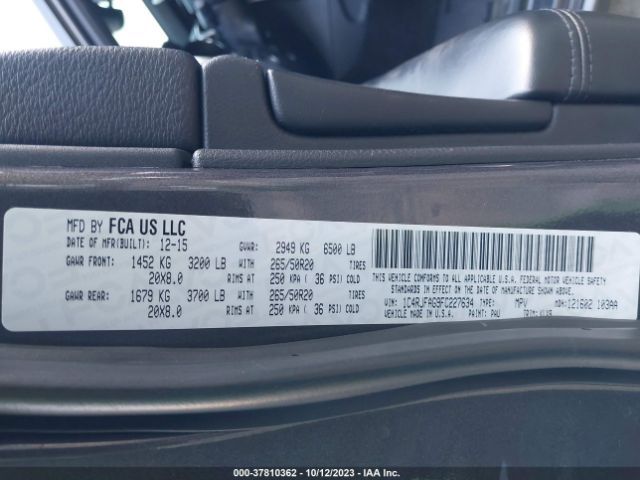 MFD BY FCA US LLC
DATE OF MFR(BUILT): 12-15 GVWR: 2949 KG 6500 LB
GAWR FRONT: 1452 KG 3200 LB WITH 265/50R20 TIRES
20X8.0 RIMS AT 250 KPA ( 36 PSI) COLD
GAWR REAR: 1679 KG 3700 LB WITH 265/50R20 TIRES
20X8.0 RIMS AT 250 KPA ( 36 PSI) COLD
THIS VEHICLE CONFORMS TO ALL APPLICABLE U.S.A. FEDERAL MOTOR VEHICLE SAFETY
STANDARDS IN EFFECT ON THE DATE OF MANUFACTURE SHOWN ABOVE.
VIN: 1C4RJFAG9FC227634 TYPE: MPV MDH: 121602 103AA
VEHICLE MADE IN U.S.A. PAINT: PAU TRIM:
000-37810362 - 10/12/2023 - IAA Inc.